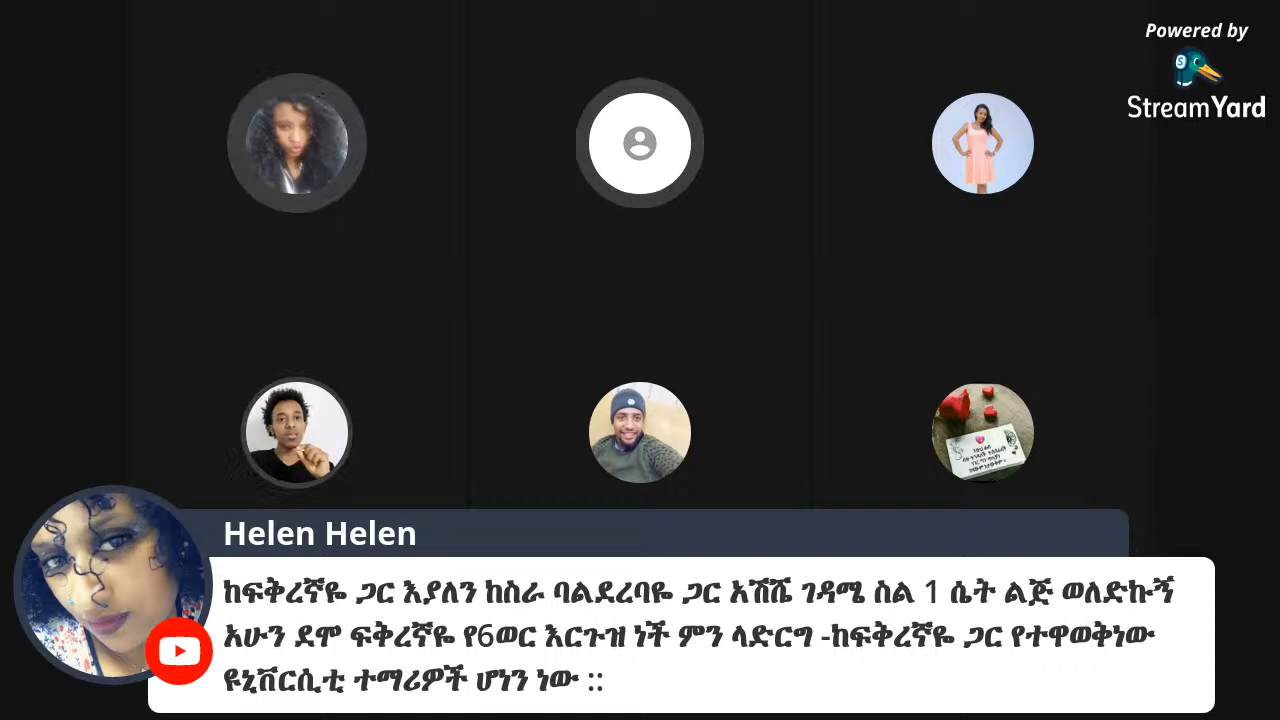 Powered by
StreamYard
Helen Helen
ከፍቅረኛዬ ጋር እያለን ከስራ ባልደረባዬ ጋር አሸሼ ገዳሜ ስል 1 ሴት ልጅ ወለድኩኝ
አሁን ደሞ ፍቅረኛዬ የ6ወር እርጉዝ ነች ምን ላድርግ -ከፍቅረኛዬ ጋር የተዋወቅነው
ዩኒቨርሲቲ ተማሪዎች ሆነን ነው ::